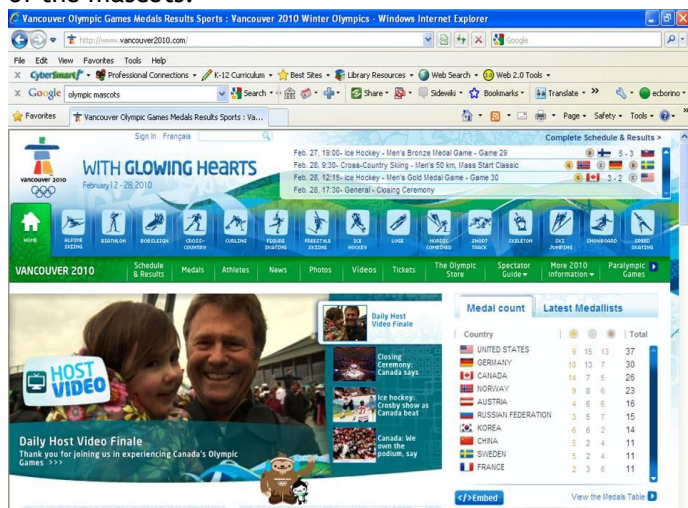 of the mascots.
Vancouver Olympic Games Medals Results Sports : Vancouver 2010 Winter Olympics - Windows Internet Explorer
http://www.vancouver2010.com/
Google
File Edit View Favorites Tools Help
x CyberSmart! Professional Connections K-12 Curriculum Best Sites Library Resources Web Search Web 2.0 Tools
x Google olympic mascots Search Share Sidewiki Bookmarks Translate >> ecborino
Favorites Vancouver Olympic Games Medals Results Sports : Va...
Page Safety Tools
Sign In Français
Complete Schedule & Results >
Feb. 27, 19:00- Ice Hockey - Men's Bronze Medal Game - Game 29 5 - 3
Feb. 28, 9:30- Cross-Country Skiing - Men's 50 km, Mass Start Classic
Feb. 28, 12:15- Ice Hockey - Men's Gold Medal Game - Game 30 3 - 2
Feb. 28, 17:30- General - Closing Ceremony
vancouver 2010
WITH GLOWING HEARTS
February 12 - 28, 2010
HOME
ALPINE SKIING
BIATHLON
BOBSLEIGH
CROSS-COUNTRY
CURLING
FIGURE SKATING
FREESTYLE SKIING
ICE HOCKEY
LUGE
NORDIC COMBINED
SHORT TRACK
SKELETON
SKI JUMPING
SNOWBOARD
SPEED SKATING
VANCOUVER 2010
Schedule & Results
Medals
Athletes
News
Photos
Videos
Tickets
The Olympic Store
Spectator Guide
More 2010 Information
Paralympic Games
HOST VIDEO
Daily Host Video Finale
Thank you for joining us in experiencing Canada's Olympic
Games >>>
Daily Host
Video Finale
Closing
Ceremony:
Canada says
Ice hockey:
Crosby show as
Canada beat
Canada: We
own the
podium, say
Medal count Latest Medallists
Country Total
UNITED STATES 9 15 13 37
GERMANY 10 13 7 30
CANADA 14 7 5 26
NORWAY 9 8 6 23
AUSTRIA 4 6 6 16
RUSSIAN FEDERATION 3 5 7 15
KOREA 6 6 2 14
CHINA 5 2 4 11
SWEDEN 5 2 4 11
FRANCE 2 3 6 11
</>Embed View the Medals Table